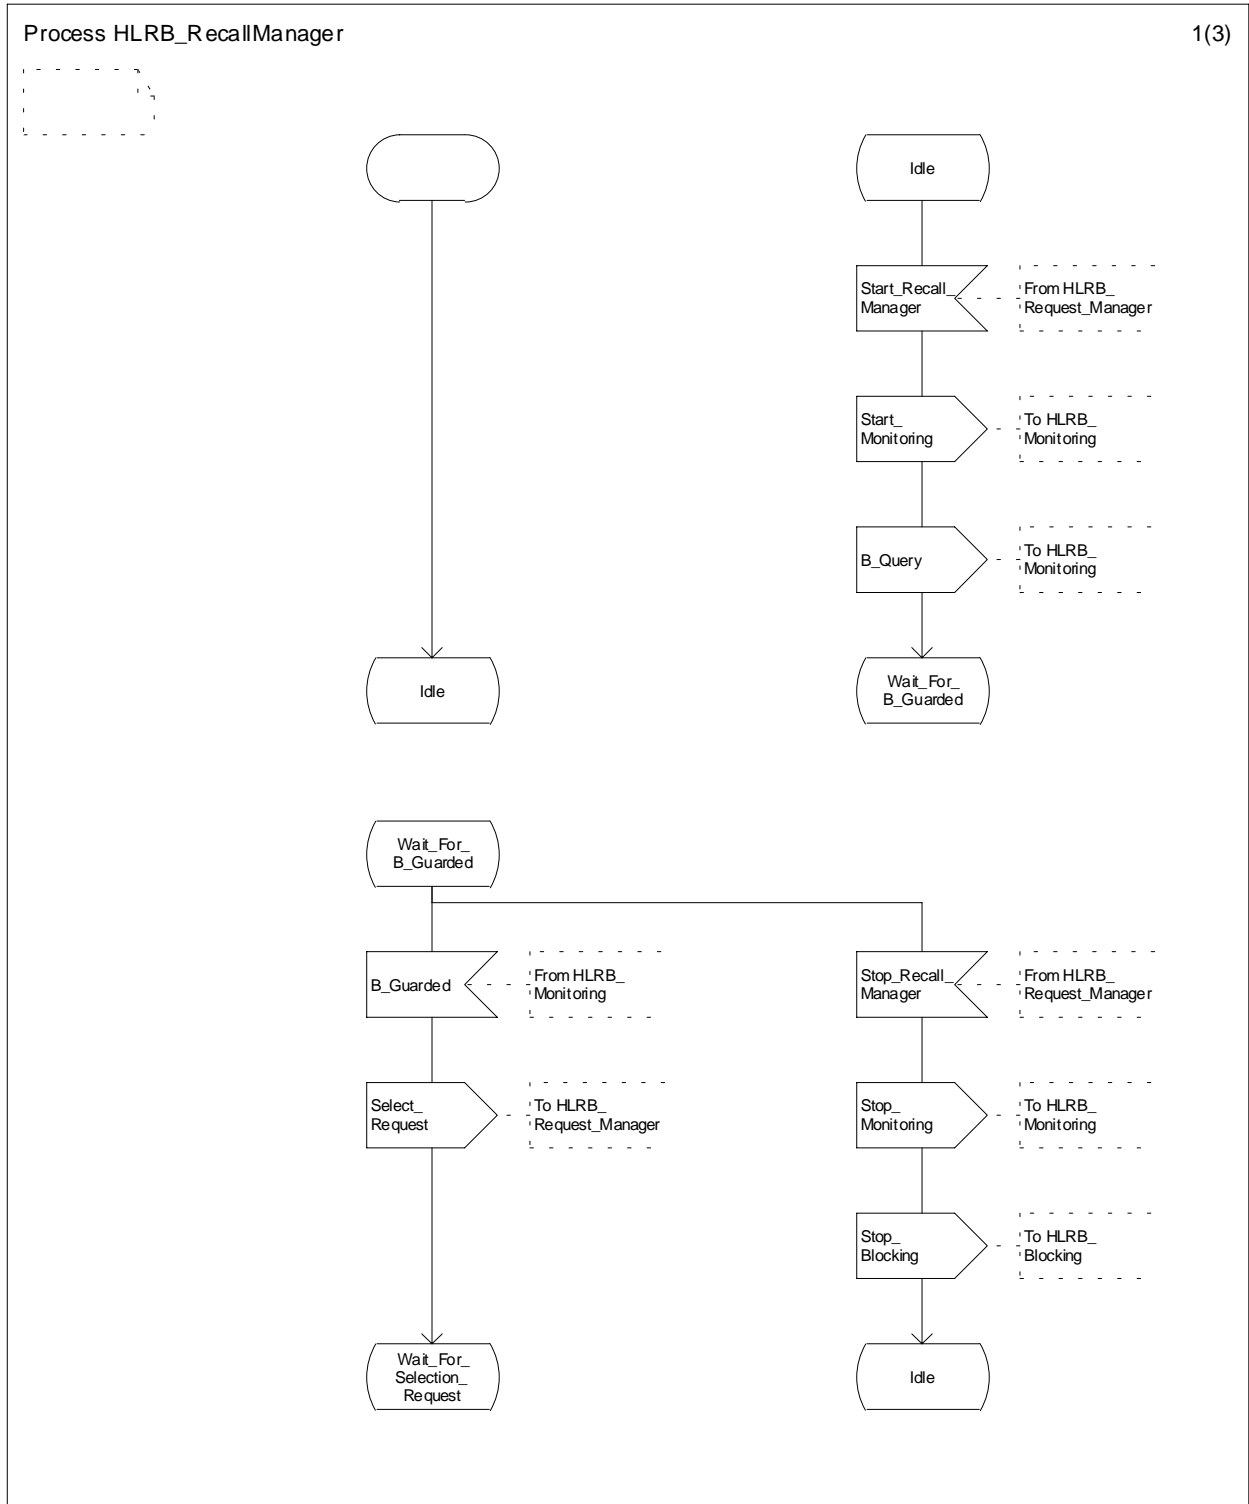 Process HLRB_RecallManager
1(3)
Idle
Start_Recall_
Manager
From HLRB_
Request_Manager
Start_
Monitoring
To HLRB_
Monitoring
B_Query
To HLRB_
Monitoring
Idle
Wait_For_
B_Guarded
Wait_For_
B_Guarded
B_Guarded
From HLRB_
Monitoring
Stop_Recall_
Manager
From HLRB_
Request_Manager
Select_
Request
To HLRB_
Request_Manager
Stop_
Monitoring
To HLRB_
Monitoring
Stop_
Blocking
To HLRB_
Blocking
Wait_For_
Selection_
Request
Idle